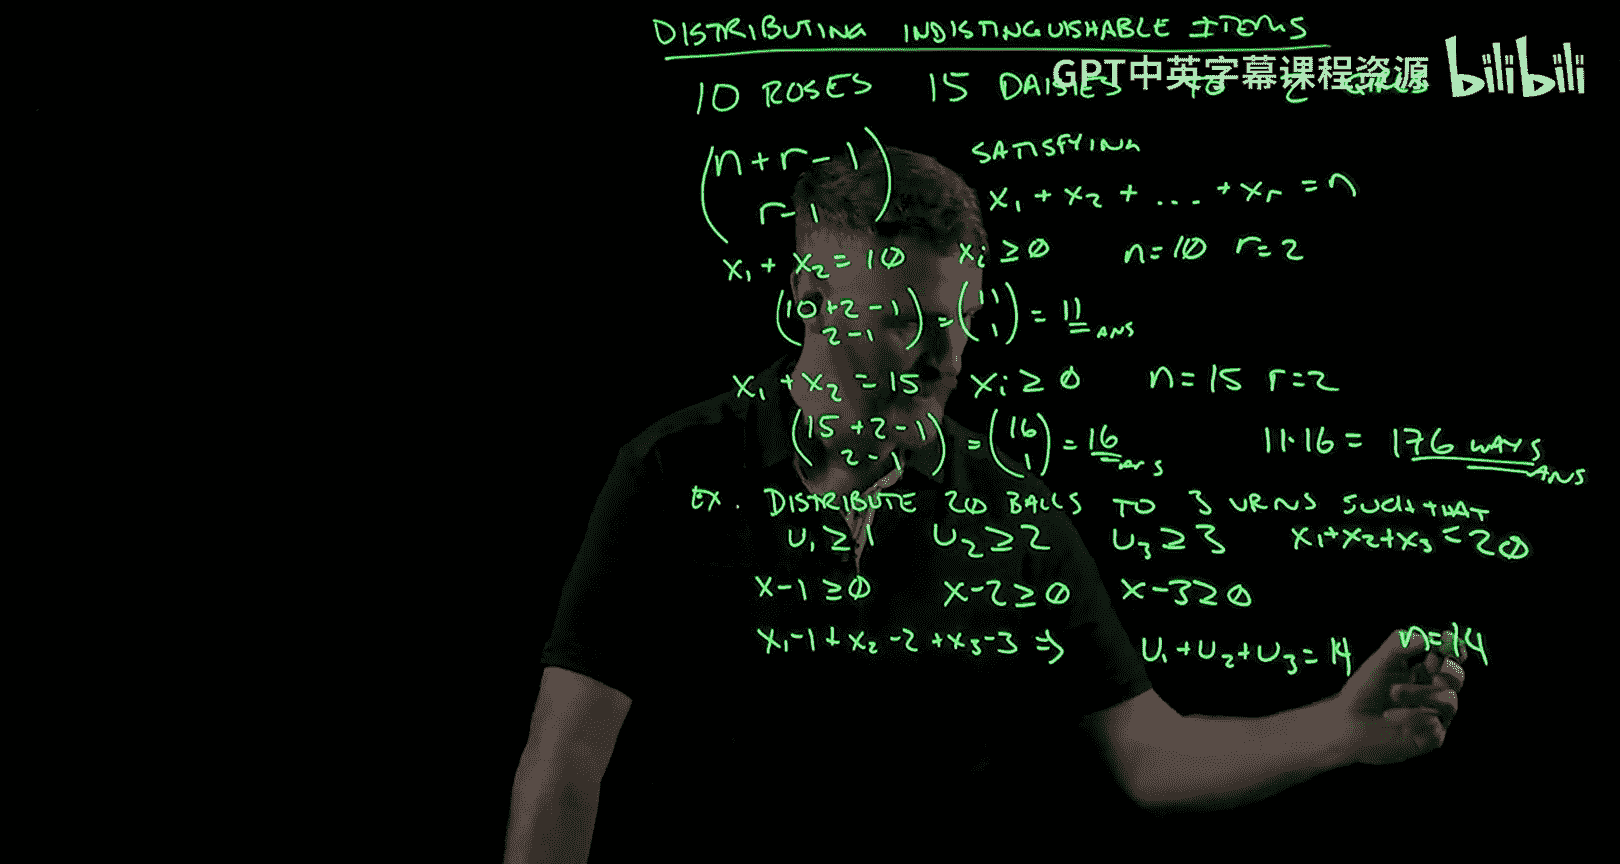 DISTRIBUTING INDISTINGUISHABLE ITEMS
GPT中英字幕课程资源 bilibili
10 ROSES 15 DAISIES TO 2
(n+r-1
r-1)
SATISFYING
x₁ + x₂ + ... + xᵣ = n
x₁ + x₂ = 10 xᵢ ≥ 0 n=10 r=2
(10+2-1
2-1) = (11
1) = 11 ANS
x₁ + x₂ = 15 xᵢ ≥ 0 n=15 r=2
(15+2-1
2-1) = (16
1) = 16 ANS
11·16 = 176 WAYS
ANS
EX. DISTRIBUTE 20 BALLS TO 3 URNS SUCH THAT
U₁≥1 U₂≥2 U₃≥3 x₁+x₂+x₃=20
x-1≥0 x-2≥0 x-3≥0
x₁-1+x₂-2+x₃-3 ⇒ U₁+U₂+U₃=14 n=14